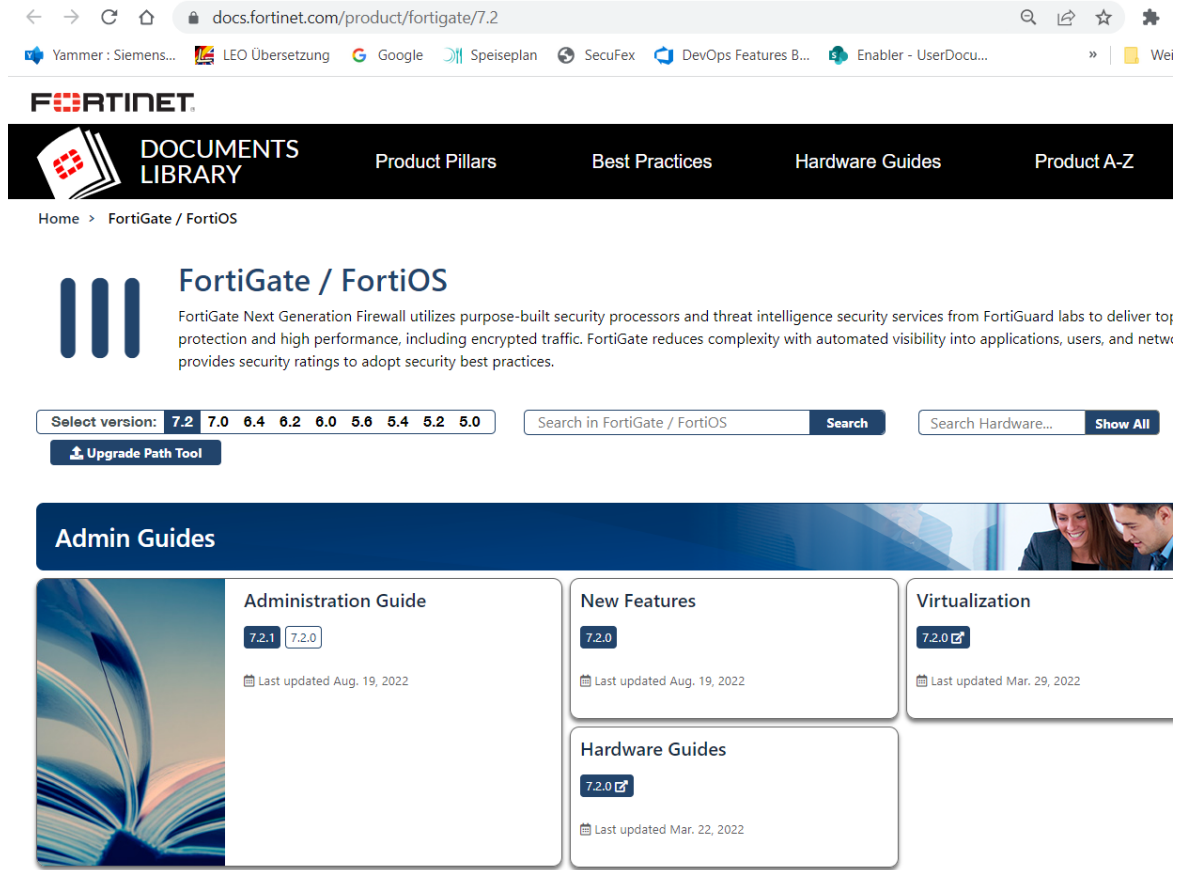 docs.fortinet.com/product/fortigate/7.2
Yammer : Siemens... LEO Übersetzung Google Speiseplan SecuFex DevOps Features B... Enabler - UserDocu... » Wei
FORTINET
DOCUMENTS
LIBRARY
Product Pillars Best Practices Hardware Guides Product A-Z
Home > FortiGate / FortiOS
FortiGate / FortiOS
FortiGate Next Generation Firewall utilizes purpose-built security processors and threat intelligence security services from FortiGuard labs to deliver top
protection and high performance, including encrypted traffic. FortiGate reduces complexity with automated visibility into applications, users, and netw
provides security ratings to adopt security best practices.
Select version: 7.2 7.0 6.4 6.2 6.0 5.6 5.4 5.2 5.0
Search in FortiGate / FortiOS Search
Search Hardware... Show All
Upgrade Path Tool
Admin Guides
Administration Guide
7.2.1 7.2.0
Last updated Aug. 19, 2022
New Features
7.2.0
Last updated Aug. 19, 2022
Virtualization
7.2.0
Last updated Mar. 29, 2022
Hardware Guides
7.2.0
Last updated Mar. 22, 2022